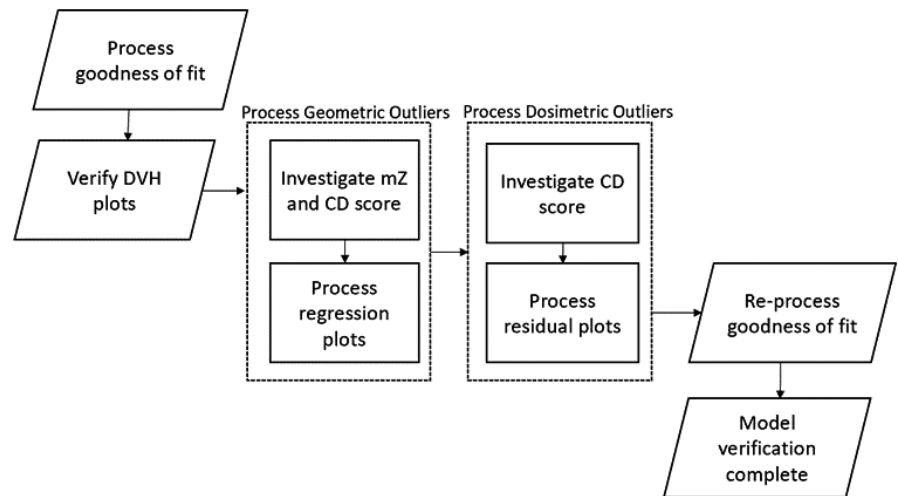 Process
goodness of fit
Verify DVH
plots
Process Geometric Outliers
Investigate mZ
and CD score
Process
regression
plots
Process Dosimetric Outliers
Investigate CD
score
Process
residual plots
Re-process
goodness of fit
Model
verification
complete